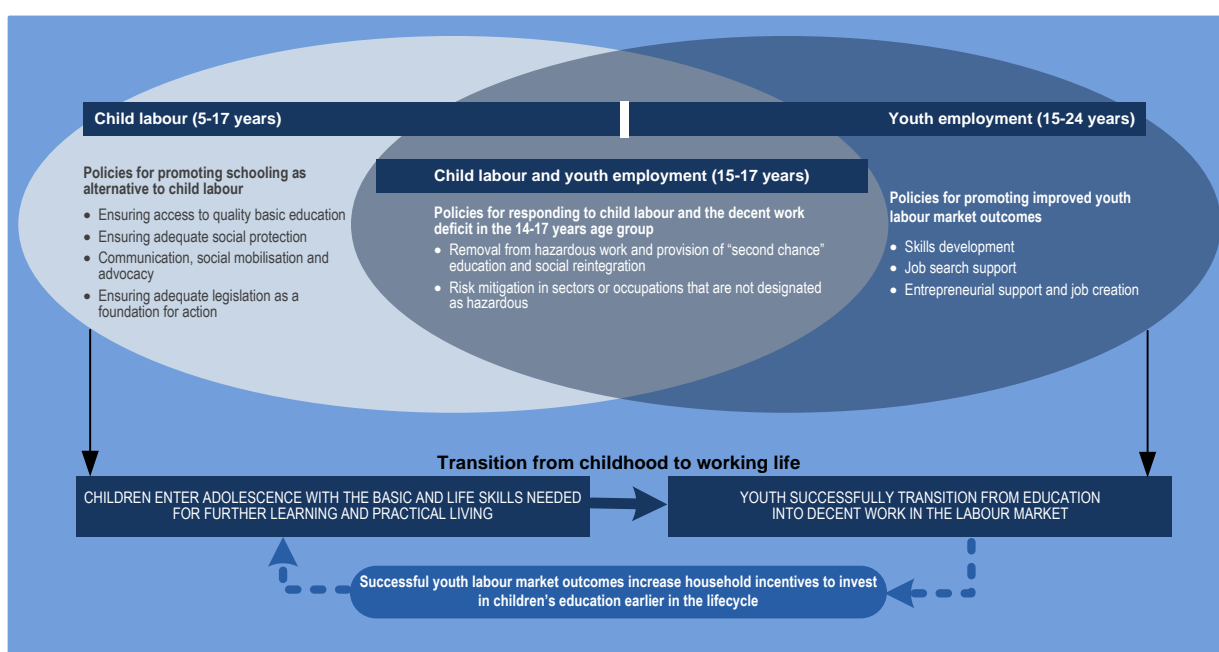 Child labour (5-17 years)
Youth employment (15-24 years)
Policies for promoting schooling as
alternative to child labour
• Ensuring access to quality basic education
• Ensuring adequate social protection
• Communication, social mobilisation and
advocacy
• Ensuring adequate legislation as a
foundation for action
Child labour and youth employment (15-17 years)
Policies for responding to child labour and the decent work
deficit in the 14-17 years age group
• Removal from hazardous work and provision of “second chance”
education and social reintegration
• Risk mitigation in sectors or occupations that are not designated
as hazardous
Policies for promoting improved youth
labour market outcomes
• Skills development
• Job search support
• Entrepreneurial support and job creation
Transition from childhood to working life
CHILDREN ENTER ADOLESCENCE WITH THE BASIC AND LIFE SKILLS NEEDED
FOR FURTHER LEARNING AND PRACTICAL LIVING
YOUTH SUCCESSFULLY TRANSITION FROM EDUCATION
INTO DECENT WORK IN THE LABOUR MARKET
Successful youth labour market outcomes increase household incentives to invest
in children’s education earlier in the lifecycle